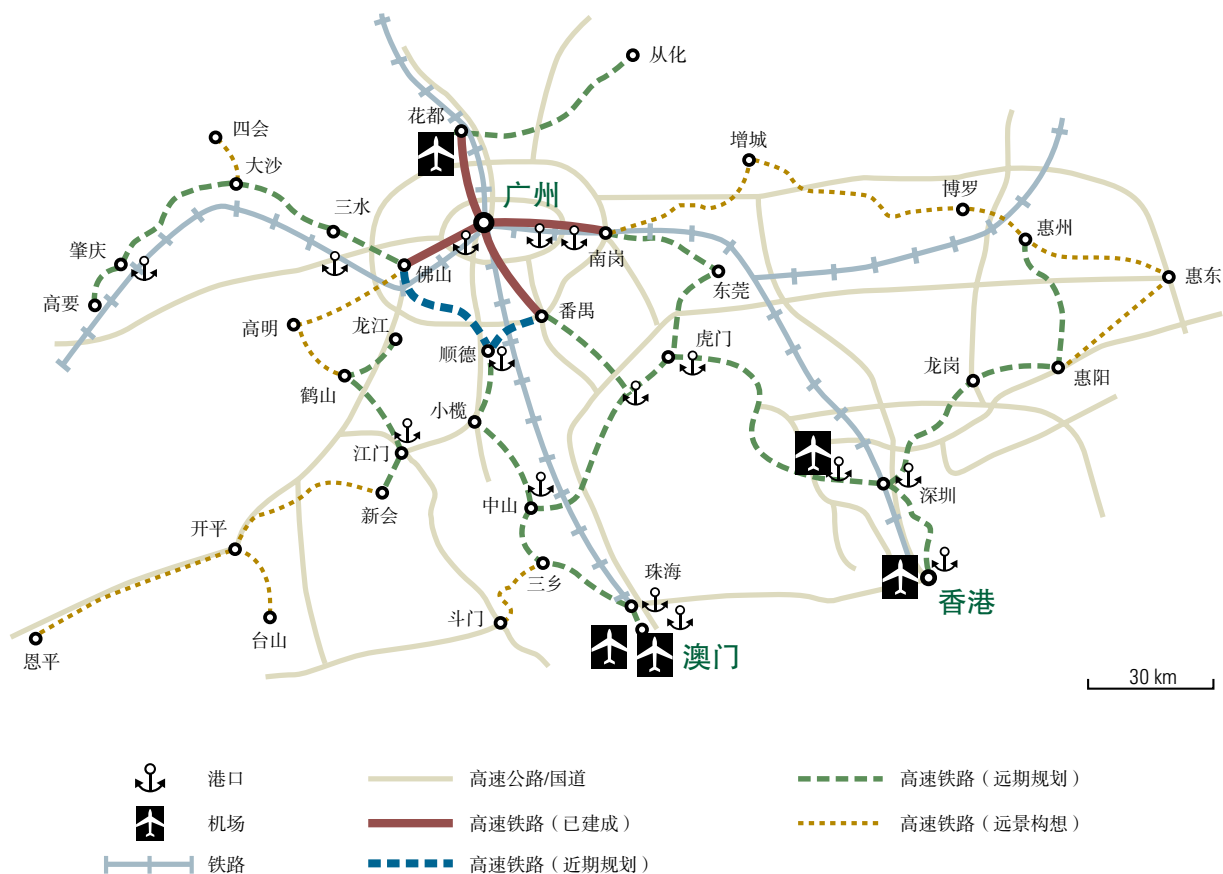 从化
花都
四会
增城
大沙
广州
博罗
三水
惠州
肇庆
南岗
佛山
惠东
东莞
高要
番禺
高明
龙江
虎门
顺德
龙岗
惠阳
鹤山
小榄
江门
深圳
中山
新会
开平
珠海
三乡
香港
斗门
台山
澳门
恩平
30 km
港口
高速公路/国道
高速铁路（远期规划）
机场
高速铁路（已建成）
高速铁路（远景构想）
铁路
高速铁路（近期规划）